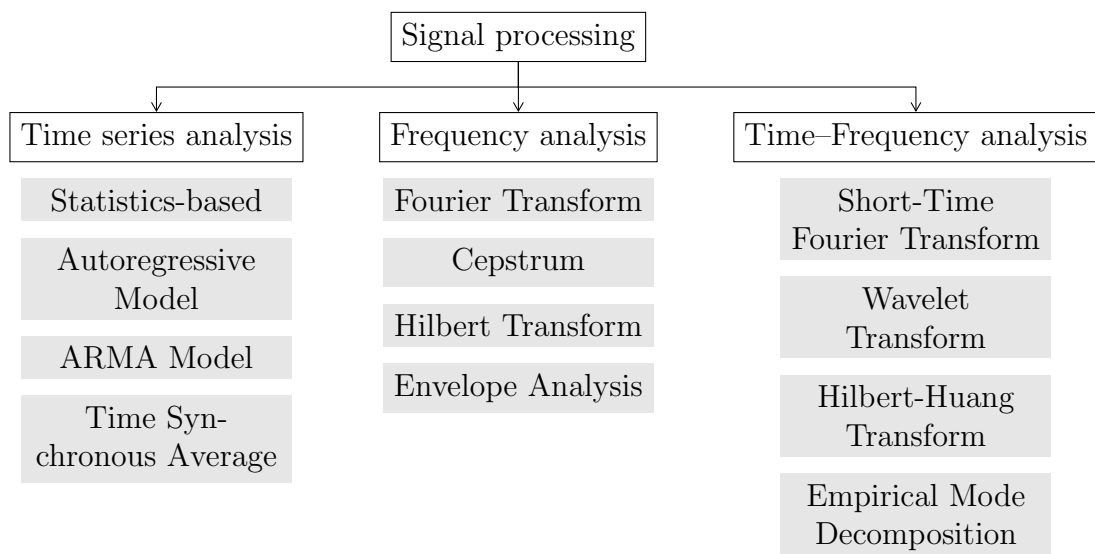 Signal processing
Time series analysis
Statistics-based
Autoregressive
Model
ARMA Model
Time Syn-
chronous Average
Frequency analysis
Fourier Transform
Cepstrum
Hilbert Transform
Envelope Analysis
Time–Frequency analysis
Short-Time
Fourier Transform
Wavelet
Transform
Hilbert-Huang
Transform
Empirical Mode
Decomposition